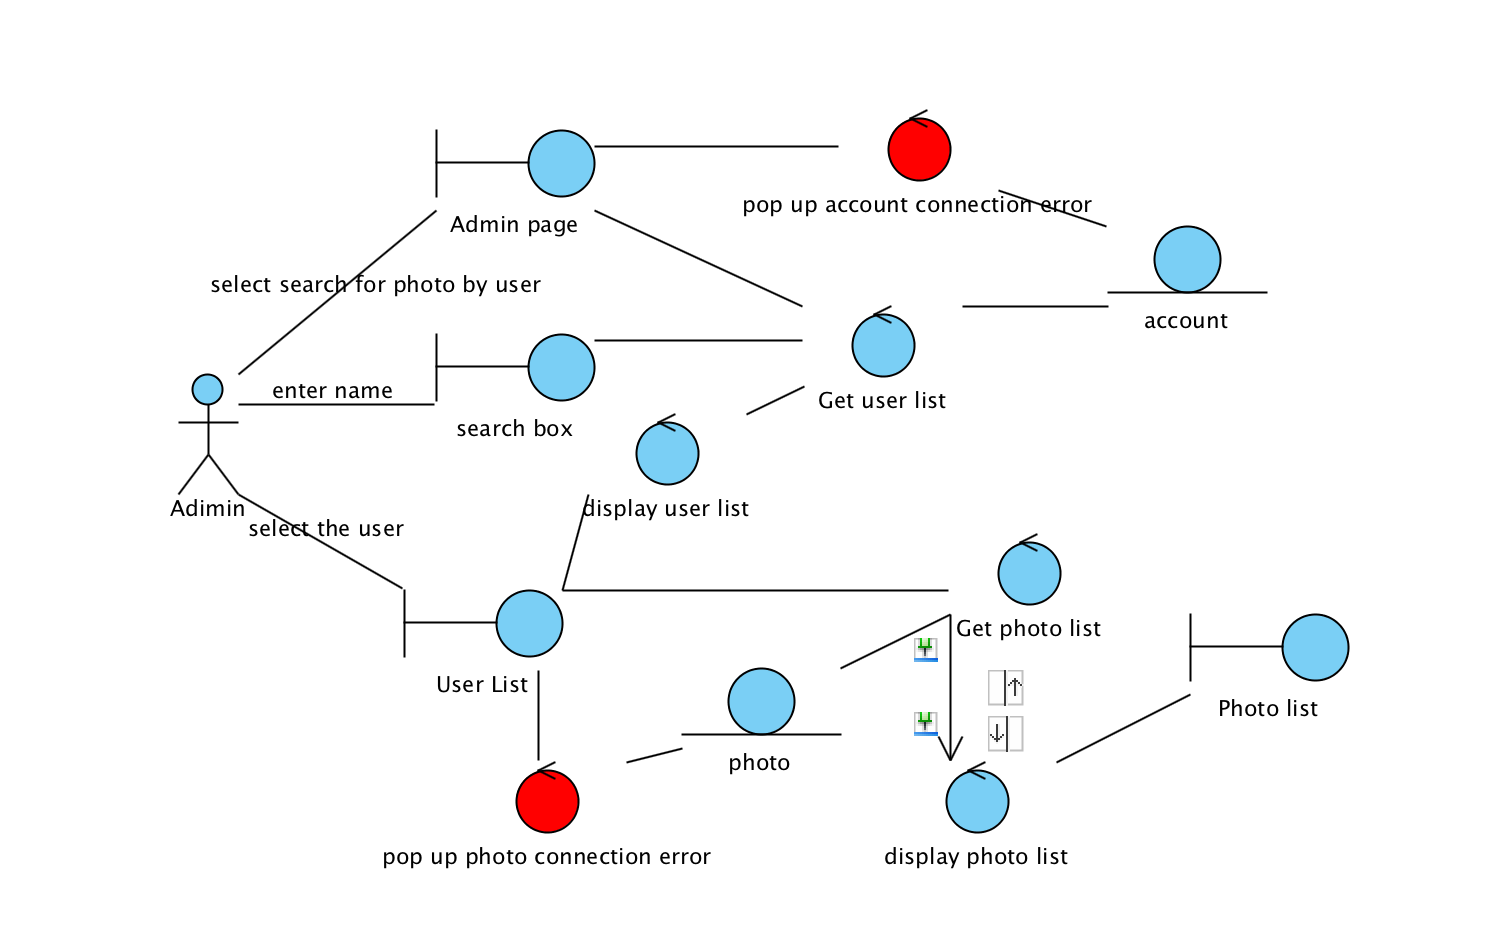 pop up account connection error
Admin page
select search for photo by user
account
enter name
Get user list
search box
Adimin
display user list
select the user
Get photo list
User List
Photo list
photo
pop up photo connection error
display photo list